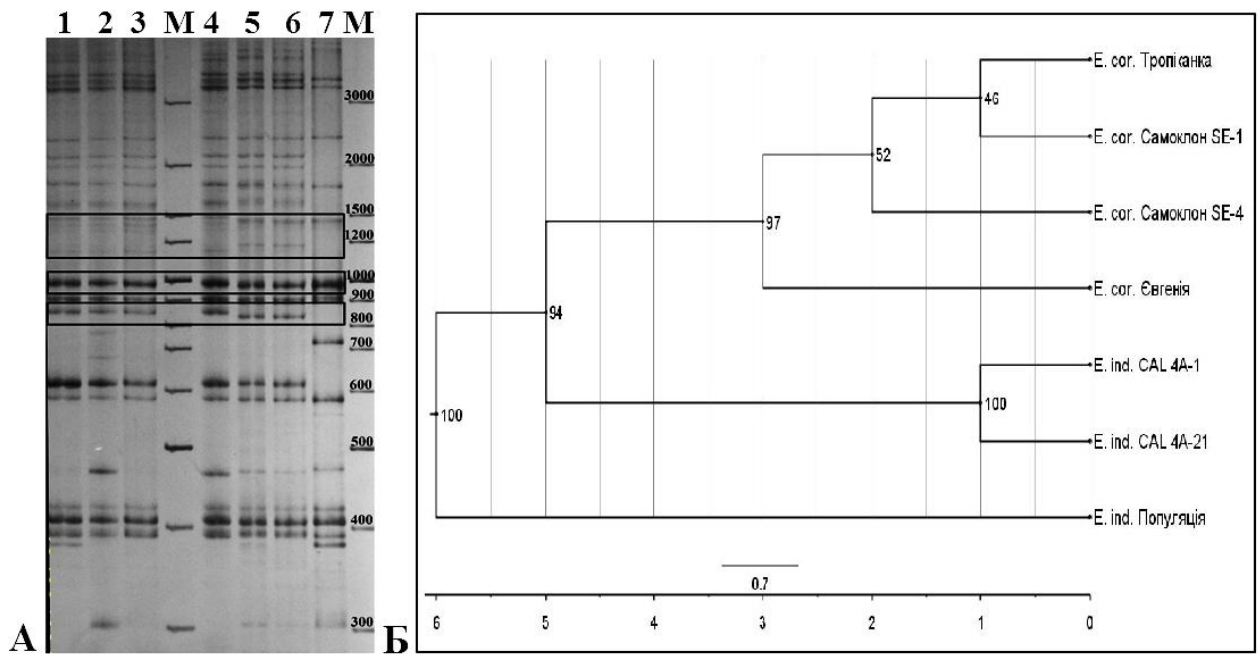 1 2 3 M 4 5 6 7 M
3000
2000
1500
1200
1000
900
800
700
600
500
400
300
А
E. cor. Тропіканка
46
E. cor. Самоклон SE-1
52
E. cor. Самоклон SE-4
97
E. cor. Євгенія
94
E. ind. CAL 4A-1
100
E. ind. CAL 4A-21
100
E. ind. Популяція
0.7
6 5 4 3 2 1 0
Б